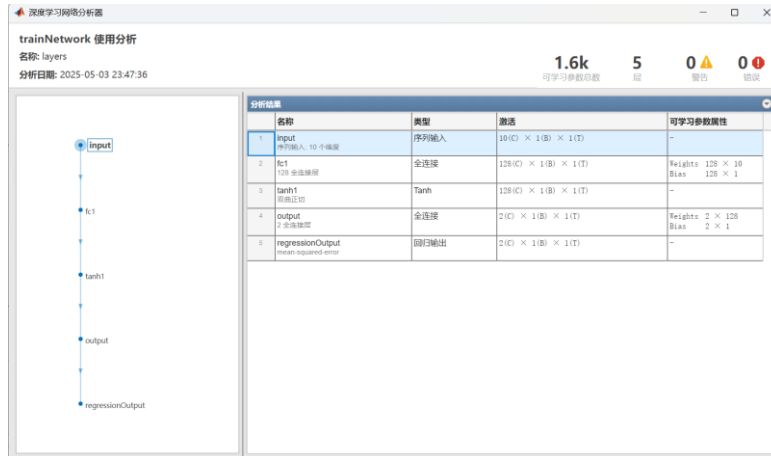 深度学习网络分析器
trainNetwork 使用分析
名称: layers
分析日期: 2025-05-03 23:47:36
1.6k 5 0 0
可学习参数总数 层 警告 错误
input
fc1
tanh1
output
regressionOutput
分析结果
名称 类型 激活 可学习参数属性
1 input 序列输入 10(C) × 1(B) × 1(T) -
序列输入: 10 个维度
2 fc1 全连接 128(C) × 1(B) × 1(T) Weights 128 × 10
128 全连接层 Bias 128 × 1
3 tanh1 Tanh 128(C) × 1(B) × 1(T) -
双曲正切
4 output 全连接 2(C) × 1(B) × 1(T) Weights 2 × 128
2 全连接层 Bias 2 × 1
5 regressionOutput 回归输出 2(C) × 1(B) × 1(T) -
mean-squared-error